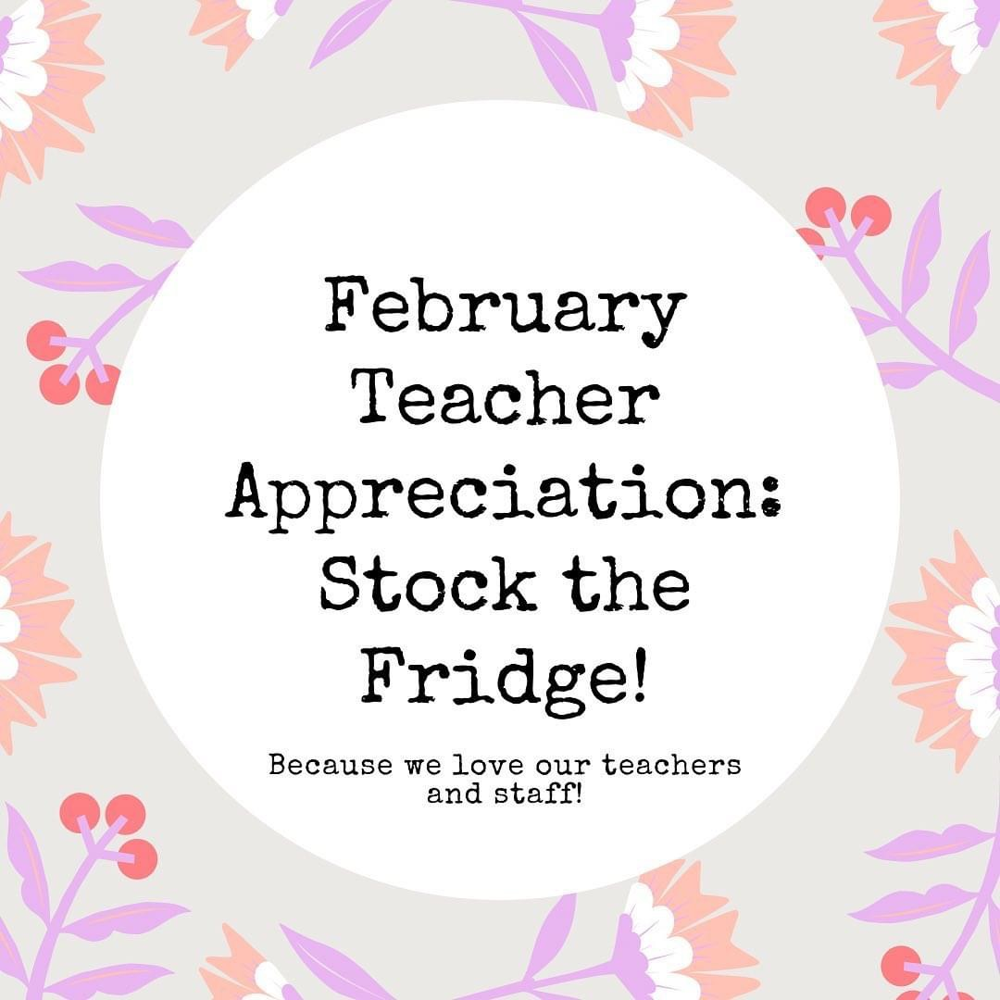 February
Teacher
Appreciation:
Stock the
Fridge!
Because we love our teachers
and staff!